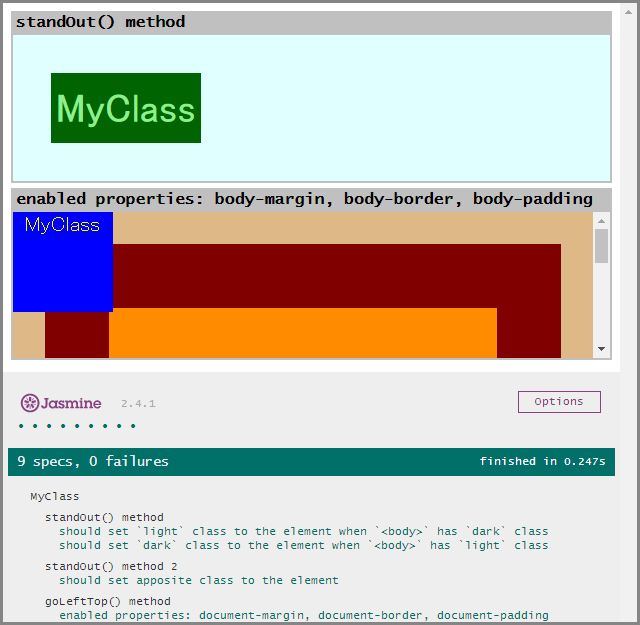 standOut() method
MyClass
enabled properties: body-margin, body-border, body-padding
MyClass
Jasmine 2.4.1 Options
9 specs, 0 failures finished in 0.247s
MyClass
standOut() method
should set `light` class to the element when `<body>` has `dark` class
should set `dark` class to the element when `<body>` has `light` class
standOut() method 2
should apposite class to the element
goLeftTop() method
enabled properties: document-margin, document-border, document-padding